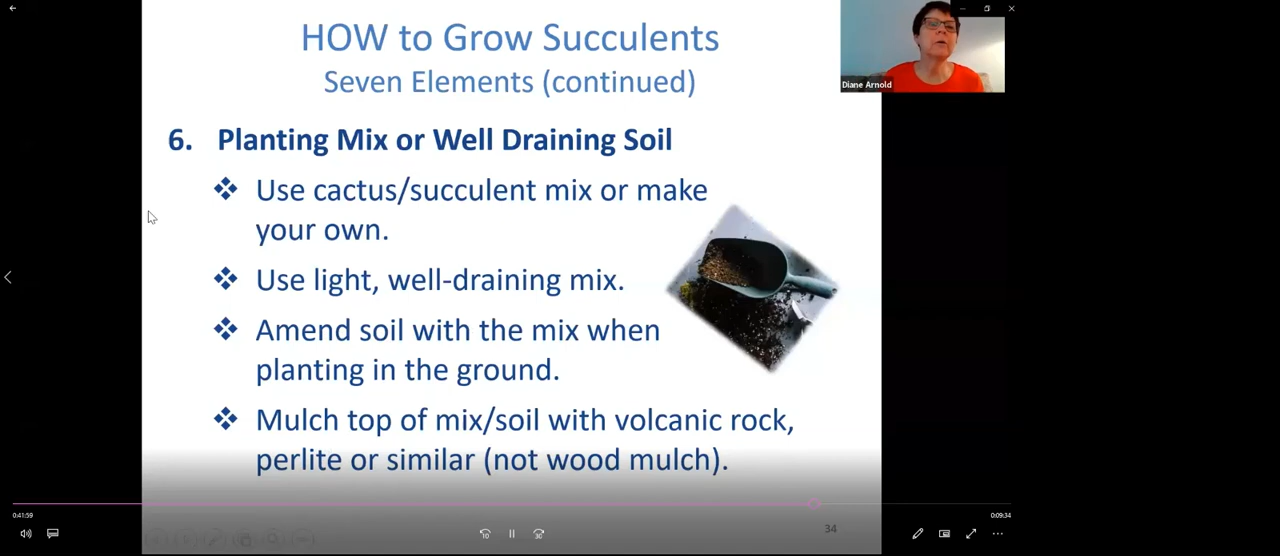 HOW to Grow Succulents
Seven Elements (continued)
Diane Arnold
6. Planting Mix or Well Draining Soil
❖ Use cactus/succulent mix or make
your own.
❖ Use light, well-draining mix.
❖ Amend soil with the mix when
planting in the ground.
❖ Mulch top of mix/soil with volcanic rock,
perlite or similar (not wood mulch).
0:41:59
0:09:34
34
10
30